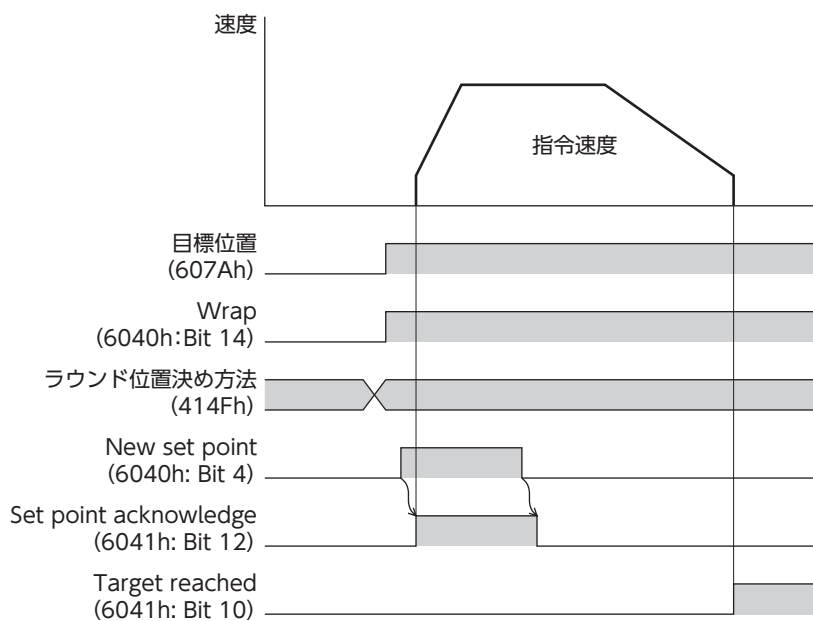 速度
指令速度
目標位置
(607Ah)
Wrap
(6040h:Bit 14)
ラウンド位置決め方法
(414Fh)
New set point
(6040h: Bit 4)
Set point acknowledge
(6041h: Bit 12)
Target reached
(6041h: Bit 10)